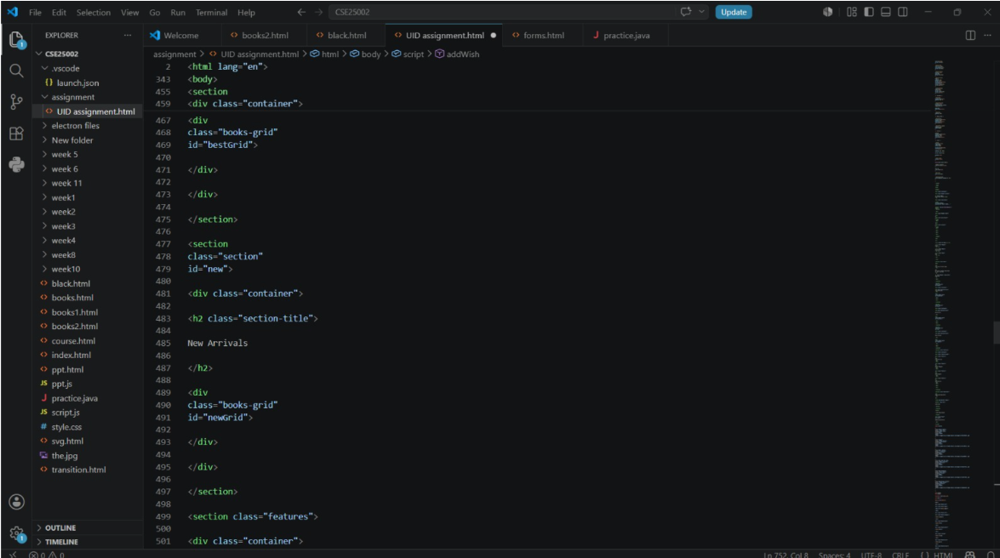 File Edit Selection View Go Run Terminal Help CSE25002 Update
EXPLORER
CSE25002
.vscode
launch.json
assignment
UID assignment.html
electron files
New folder
week 5
week 6
week 11
week1
week2
week3
week4
week8
week10
black.html
books.html
books1.html
books2.html
course.html
index.html
ppt.html
ppt.js
practice.java
script.js
style.css
svg.html
the.jpg
transition.html
OUTLINE
TIMELINE
Welcome books2.html black.html UID assignment.html forms.html practice.java
assignment > UID assignment.html > html > body > script > addWish
2 <html lang="en">
343 <body>
455 <section
459 <div class="container">
467 <div
468 class="books-grid"
469 id="bestGrid">
470
471 </div>
472
473 </div>
474
475 </section>
476
477 <section
478 class="section"
479 id="new">
480
481 <div class="container">
482
483 <h2 class="section-title">
484
485 New Arrivals
486
487 </h2>
488
489 <div
490 class="books-grid"
491 id="newGrid">
492
493 </div>
494
495 </div>
496
497 </section>
498
499 <section class="features">
500
501 <div class="container">
0 0 Ln 752, Col 8 Spaces: 4 UTF-8 CRLF {} HTML